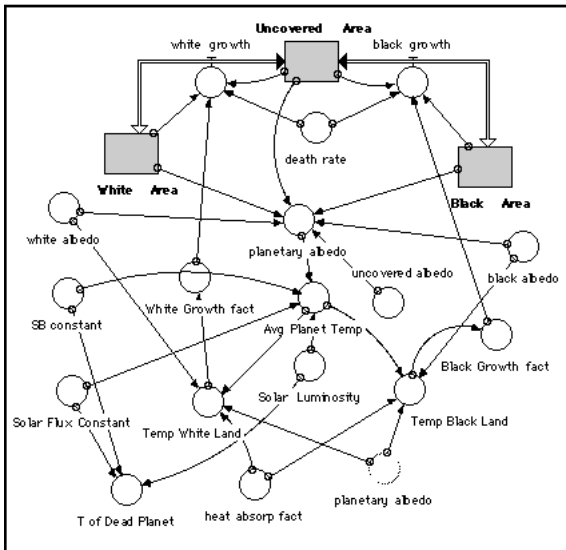 Uncovered Area
white growth
black growth
death rate
White Area
Black Area
white albedo
planetary albedo
uncovered albedo
black albedo
SB constant
White Growth fact
Avg Planet Temp
Black Growth fact
Solar Luminosity
Solar Flux Constant
Temp White Land
Temp Black Land
T of Dead Planet
heat absorp fact
planetary albedo